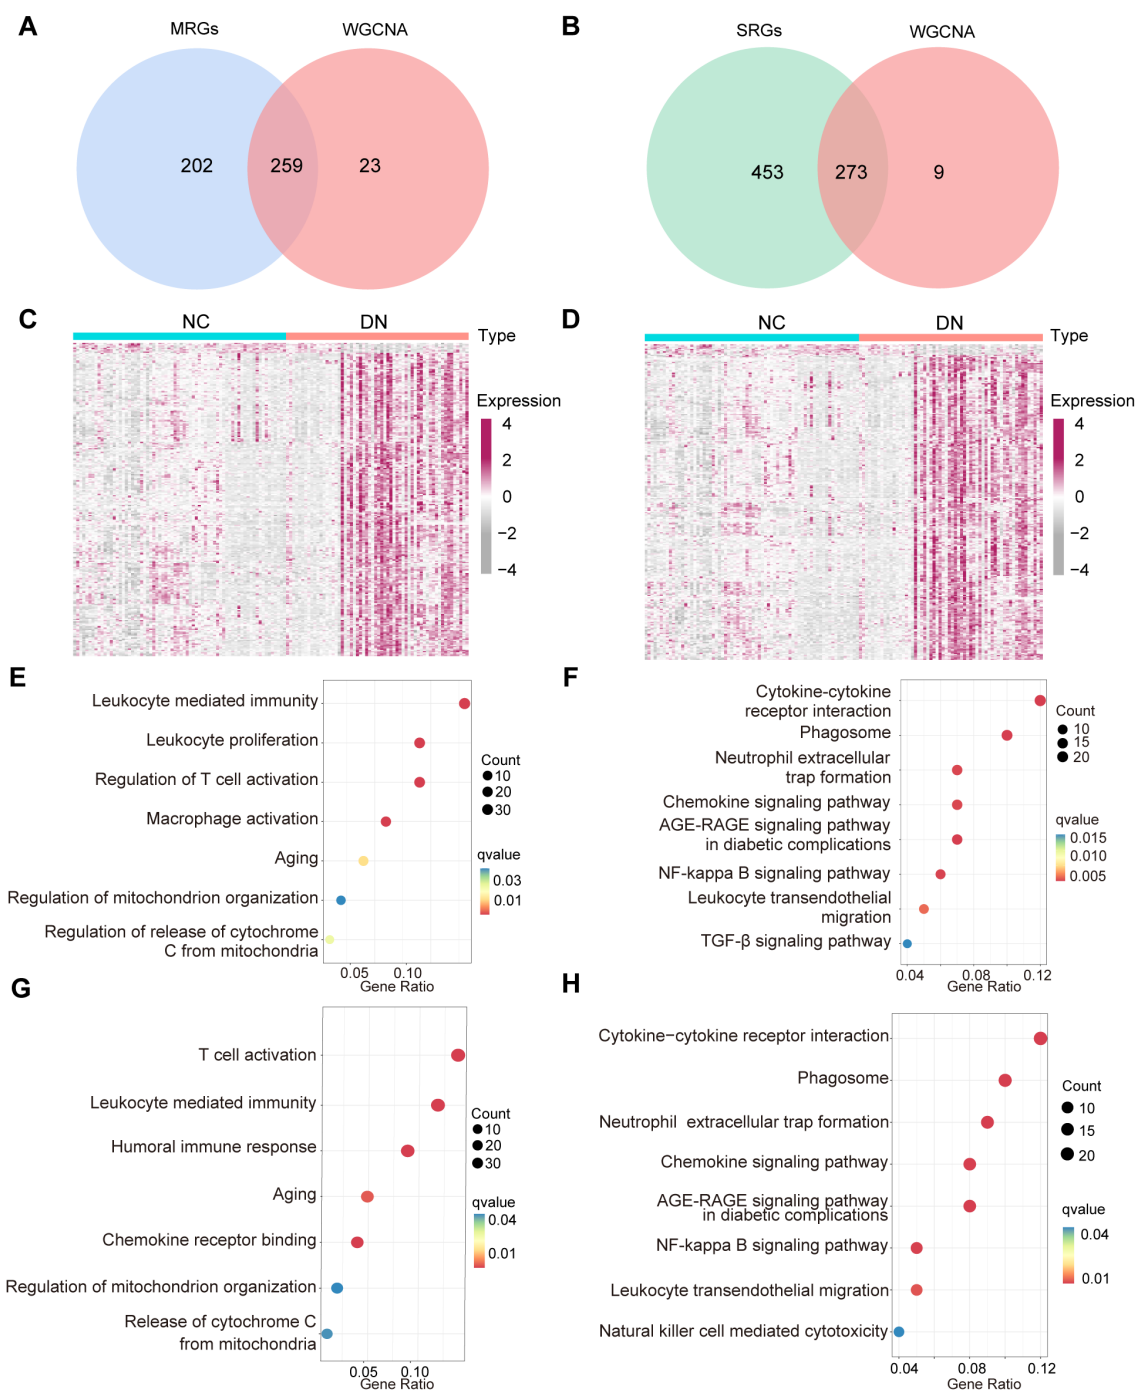 A
MRGs
WGCNA
202
259
23
B
SRGs
WGCNA
453
273
9
C
NC
DN
Type
Expression
4
2
0
−2
−4
D
NC
DN
Type
Expression
4
2
0
−2
−4
E
Leukocyte mediated immunity
Leukocyte proliferation
Regulation of T cell activation
Macrophage activation
Aging
Regulation of mitochondrion organization
Regulation of release of cytochrome
C from mitochondria
0.05
0.10
Gene Ratio
Count
10
20
30
qvalue
0.03
0.01
F
Cytokine-cytokine
receptor interaction
Phagosome
Neutrophil extracellular
trap formation
Chemokine signaling pathway
AGE-RAGE signaling pathway
in diabetic complications
NF-kappa B signaling pathway
Leukocyte transendothelial
migration
TGF-β signaling pathway
0.04
0.08
0.12
Gene Ratio
Count
10
15
20
qvalue
0.015
0.010
0.005
G
T cell activation
Leukocyte mediated immunity
Humoral immune response
Aging
Chemokine receptor binding
Regulation of mitochondrion organization
Release of cytochrome C
from mitochondria
0.05
0.10
Gene Ratio
Count
10
20
30
qvalue
0.04
0.01
H
Cytokine−cytokine receptor interaction
Phagosome
Neutrophil extracellular trap formation
Chemokine signaling pathway
AGE-RAGE signaling pathway
in diabetic complications
NF-kappa B signaling pathway
Leukocyte transendothelial migration
Natural killer cell mediated cytotoxicity
0.04
0.08
0.12
Gene Ratio
Count
10
15
20
qvalue
0.04
0.01